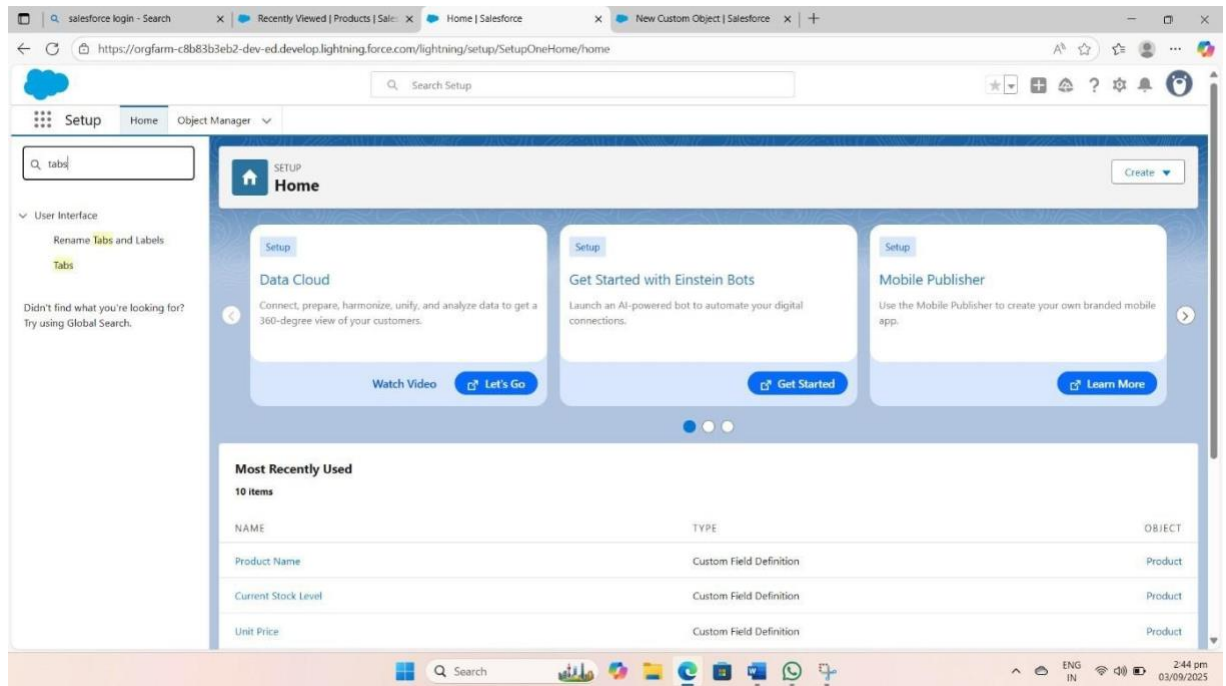 salesforce login - Search
Recently Viewed | Products | Sales
Home | Salesforce
New Custom Object | Salesforce
https://orgfarm-c8b83b3eb2-dev-ed.develop.lightning.force.com/lightning/setup/SetupOneHome/home
Search Setup
Setup
Home
Object Manager
tabs
SETUP
Home
Create
User Interface
Rename Tabs and Labels
Tabs
Didn't find what you're looking for?
Try using Global Search.
Setup
Data Cloud
Connect, prepare, harmonize, unify, and analyze data to get a
360-degree view of your customers.
Watch Video
Let's Go
Setup
Get Started with Einstein Bots
Launch an AI-powered bot to automate your digital
connections.
Get Started
Setup
Mobile Publisher
Use the Mobile Publisher to create your own branded mobile
app.
Learn More
Most Recently Used
10 items
NAME TYPE OBJECT
Product Name Custom Field Definition Product
Current Stock Level Custom Field Definition Product
Unit Price Custom Field Definition Product
Search
ENG
IN
2:44 pm
03/09/2025